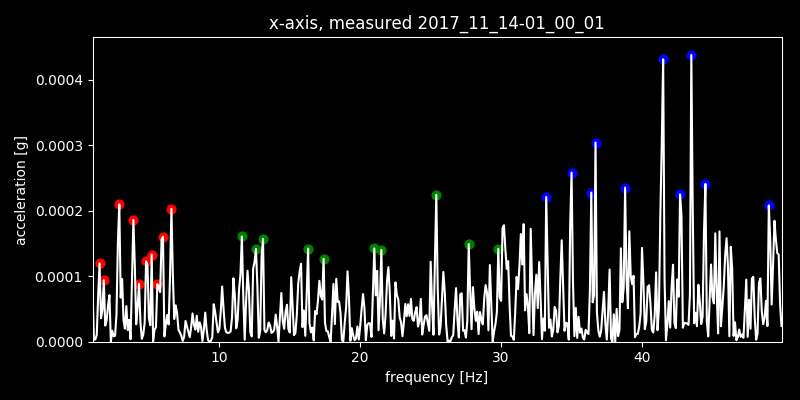 x-axis, measured 2017_11_14-01_00_01
0.0004
0.0003
0.0002
0.0001
0.0000
acceleration [g]
10 20 30 40
frequency [Hz]